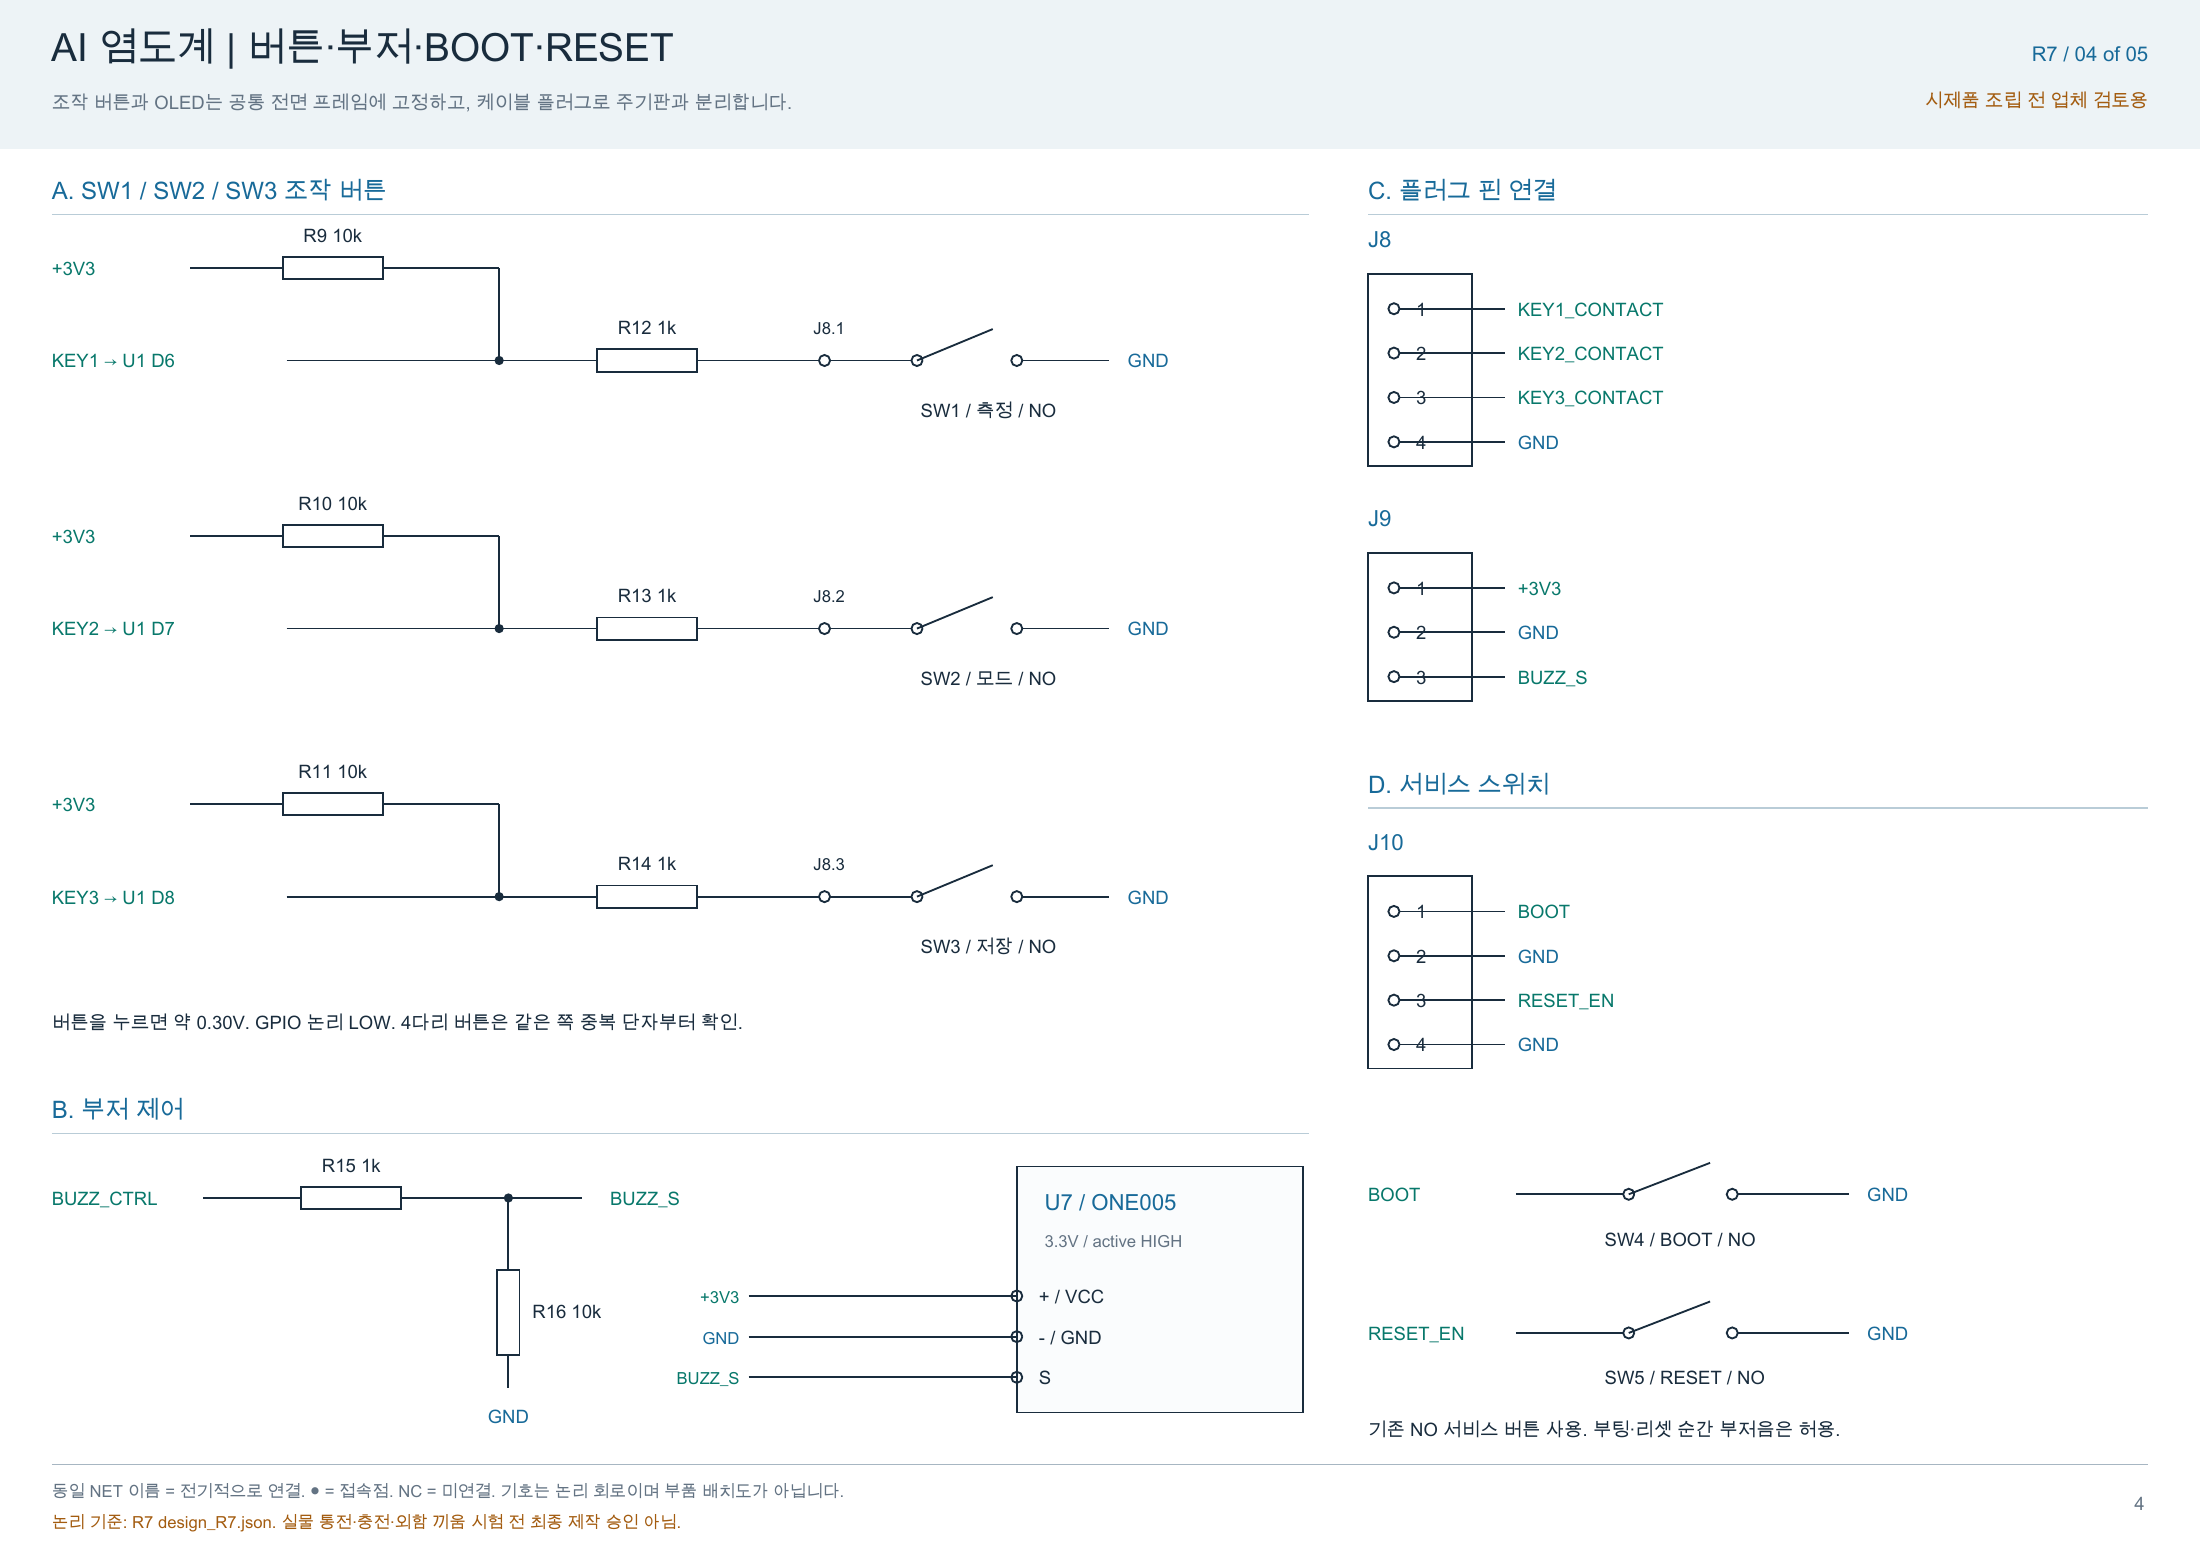 AI 염도계 | 버튼·부저·BOOT·RESET
R7 / 04 of 05
조작 버튼과 OLED는 공통 전면 프레임에 고정하고, 케이블 플러그로 주기판과 분리합니다.
시제품 조립 전 업체 검토용
A. SW1 / SW2 / SW3 조작 버튼
R9 10k
+3V3
R12 1k
J8.1
KEY1 → U1 D6
GND
SW1 / 측정 / NO
R10 10k
+3V3
R13 1k
J8.2
KEY2 → U1 D7
GND
SW2 / 모드 / NO
R11 10k
+3V3
R14 1k
J8.3
KEY3 → U1 D8
GND
SW3 / 저장 / NO
버튼을 누르면 약 0.30V. GPIO 논리 LOW. 4다리 버튼은 같은 쪽 중복 단자부터 확인.
B. 부저 제어
R15 1k
BUZZ_CTRL
BUZZ_S
R16 10k
GND
U7 / ONE005
3.3V / active HIGH
+3V3
+ / VCC
GND
- / GND
BUZZ_S
S
C. 플러그 핀 연결
J8
1 KEY1_CONTACT
2 KEY2_CONTACT
3 KEY3_CONTACT
4 GND
J9
1 +3V3
2 GND
3 BUZZ_S
D. 서비스 스위치
J10
1 BOOT
2 GND
3 RESET_EN
4 GND
BOOT
GND
SW4 / BOOT / NO
RESET_EN
GND
SW5 / RESET / NO
기존 NO 서비스 버튼 사용. 부팅·리셋 순간 부저음은 허용.
동일 NET 이름 = 전기적으로 연결. ● = 접속점. NC = 미연결. 기호는 논리 회로이며 부품 배치도가 아닙니다.
논리 기준: R7 design_R7.json. 실물 통전·충전·외함 끼움 시험 전 최종 제작 승인 아님.
4